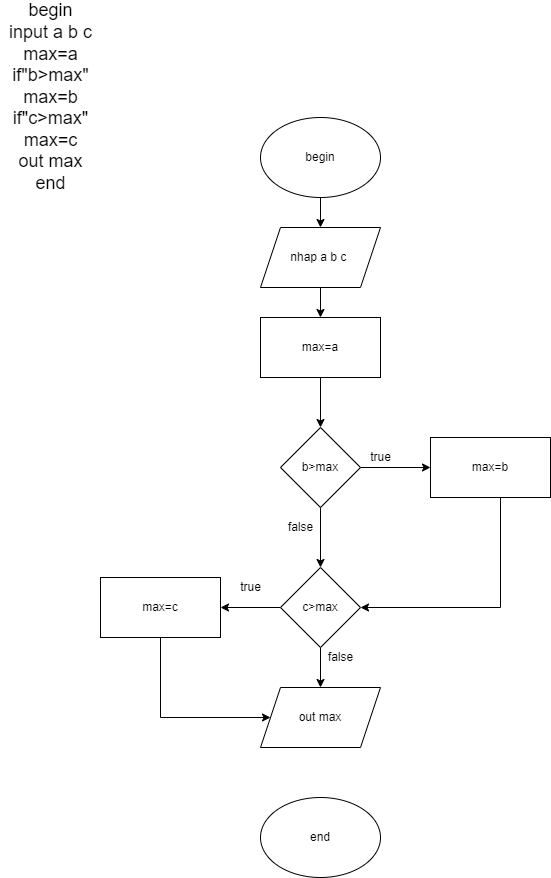 begin
input a b c
max=a
if"b>max"
max=b
if"c>max"
max=c
out max
end
begin
nhap a b c
max=a
b>max
true
max=b
false
max=c
true
c>max
false
out max
end